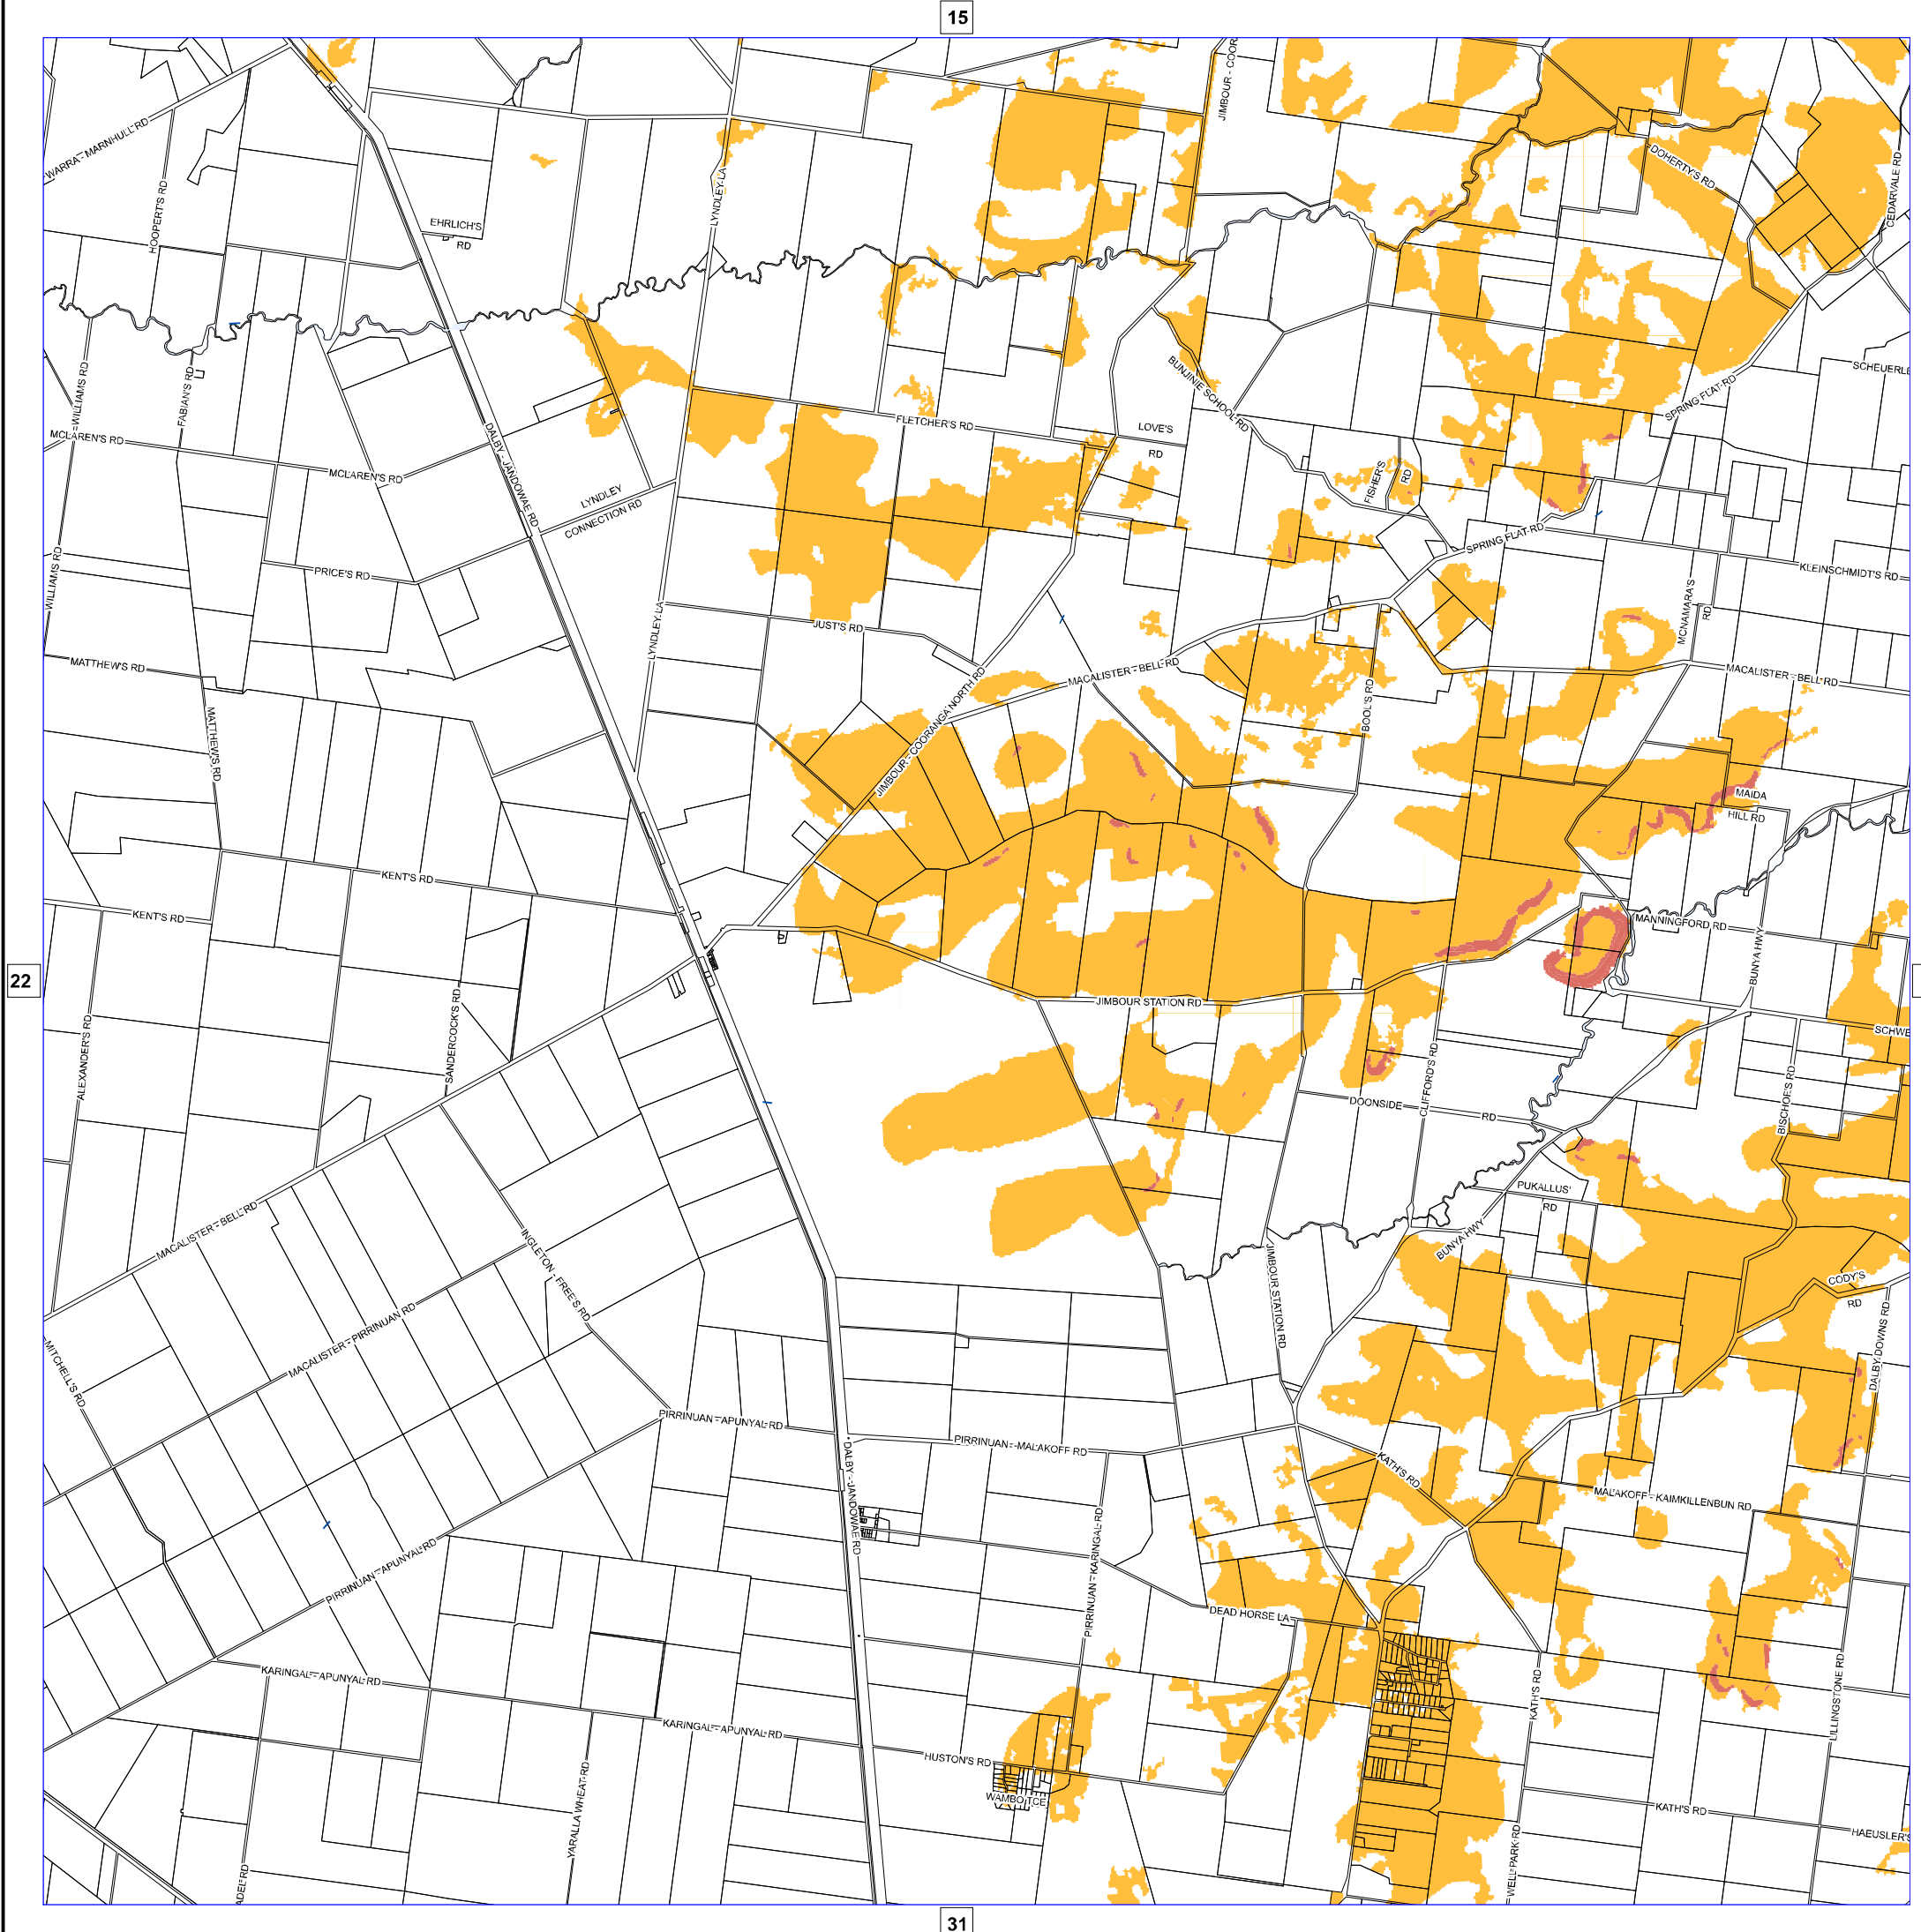 15
JIMBOUR - COOR
WARRA - MARNHULL RD
HOOPERT'S RD
EHRLICH'S
RD
LYNDLEY LA
DOHERTY'S RD
CEDARVALE RD
WILLIAMS RD
FABIAN'S RD
MCLAREN'S RD
MCLAREN'S RD
DALBY - JANDOWAE RD
FLETCHER'S RD
BUNJINIE SCHOOL RD
LOVE'S
RD
SPRING FLAT RD
SCHEUERLE
FISHER'S
RD
LYNDLEY
CONNECTION RD
SPRING FLAT RD
WILLIAMS RD
PRICE'S RD
KLEINSCHMIDT'S RD
MCNAMARA'S
RD
LYNDLEY LA
JUST'S RD
MATTHEW'S RD
MACALISTER - BELL RD
MACALISTER - BELL RD
BOOL'S RD
MATTHEW'S RD
JIMBOUR - COORANGA NORTH RD
MAIDA
HILL RD
KENT'S RD
KENT'S RD
MANNINGFORD RD
BUNYA HWY
22
JIMBOUR STATION RD
SCHWE
ALEXANDER'S RD
SANDERCOCK'S RD
CLIFFORD'S RD
DOONSIDE
RD
BISCHOF'S RD
PUKALLUS'
RD
MACALISTER - BELL RD
INGLETON - FREE'S RD
BUNYA HWY
JIMBOUR STATION RD
CODY'S
RD
MACALISTER - PIRRINUAN RD
MITCHELL'S RD
DALBY DOWNS RD
PIRRINUAN - APUNYAL RD
PIRRINUAN - MALAKOFF RD
KATH'S RD
DALBY - JANDOWAE RD
MALAKOFF - KAIMKILLENBUN RD
PIRRINUAN - KARINGAL RD
PIRRINUAN - APUNYAL RD
DEAD HORSE LA
KARINGAL - APUNYAL RD
KATH'S RD
LILLINGSTONE RD
KARINGAL - APUNYAL RD
HUSTON'S RD
WAMBO TCE
YARALLA WHEAT RD
KATH'S RD
HAEUSLER'S
WELL PARK RD
ADEL RD
31